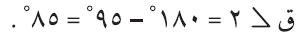 ق ∠ ٢ = ١٨٠° − ٩٥° = ٨٥° .